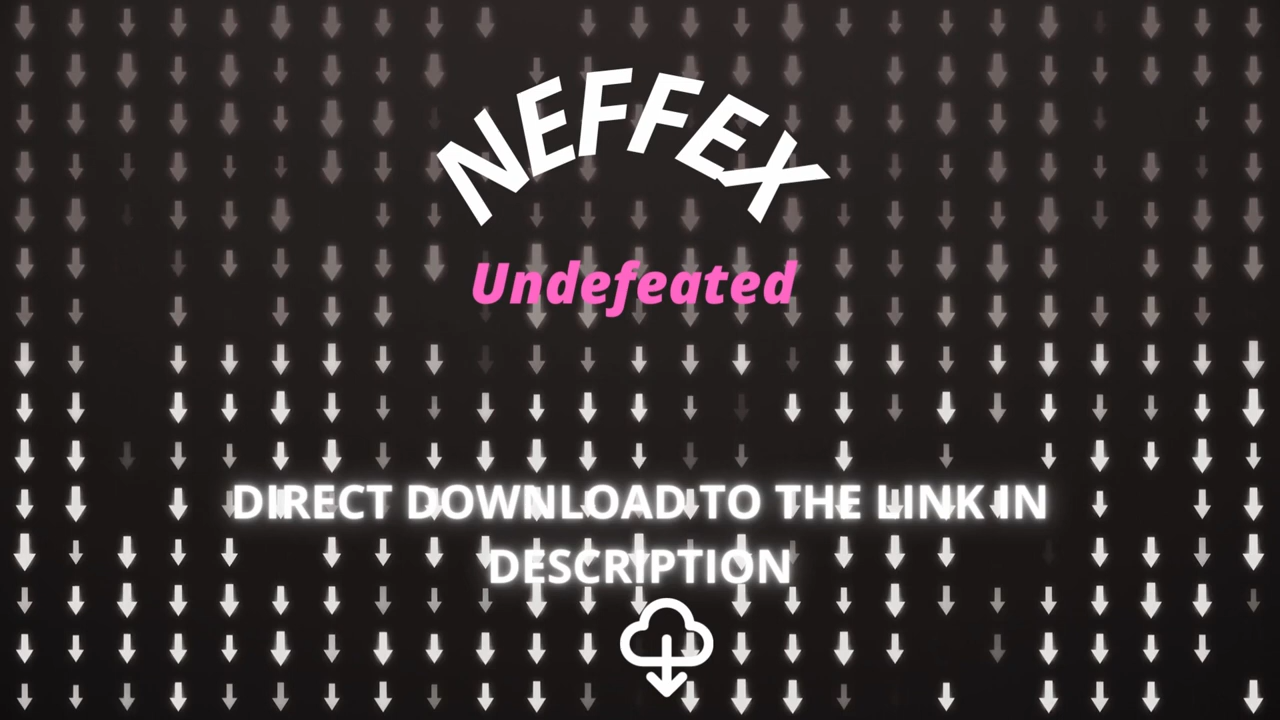 NEFFEX
Undefeated
DIRECT DOWNLOAD TO THE LINK IN
DESCRIPTION